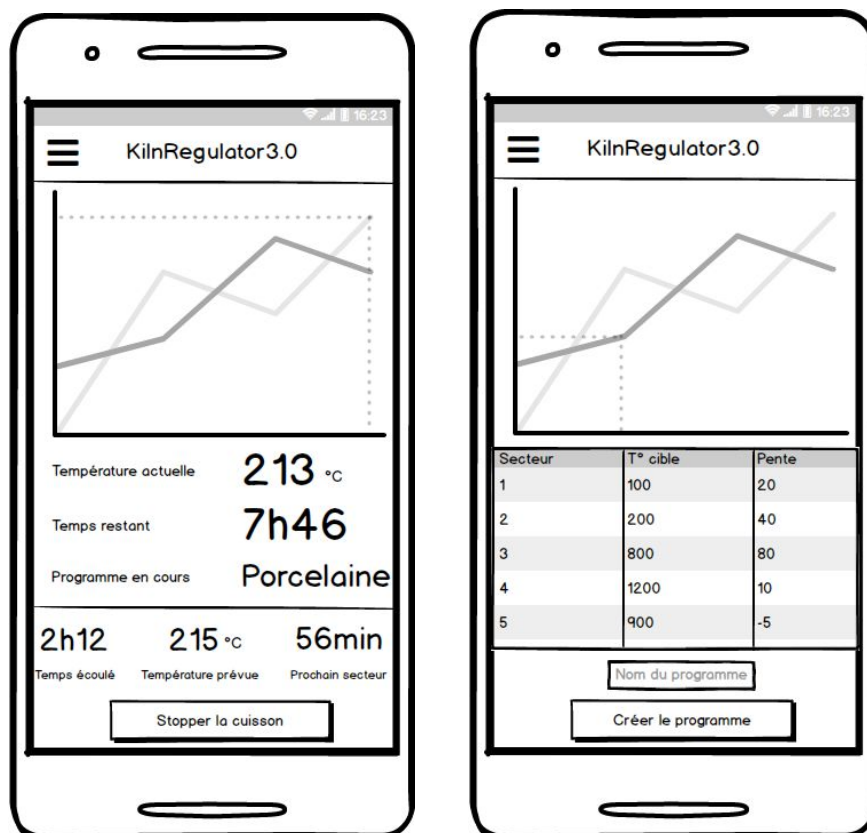 16:23
KilnRegulator3.0
Température actuelle 213 °C
Temps restant 7h46
Programme en cours Porcelaine
2h12 215 °C 56min
Temps écoulé Température prévue Prochain secteur
Stopper la cuisson
16:23
KilnRegulator3.0
Secteur T° cible Pente
1 100 20
2 200 40
3 800 80
4 1200 10
5 900 -5
Nom du programme
Créer le programme